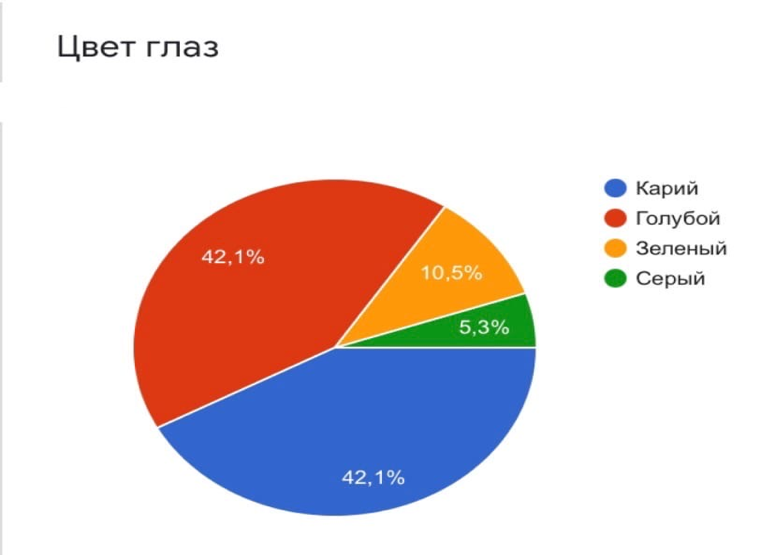 Цвет глаз
Карий
Голубой
Зеленый
Серый
42,1%
10,5%
5,3%
42,1%